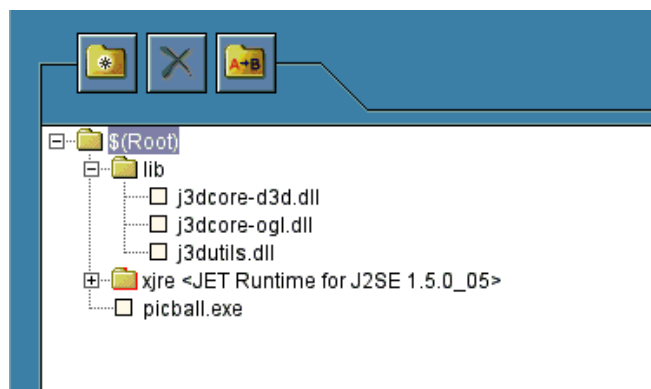 A→B
$(Root)
lib
j3dcore-d3d.dll
j3dcore-ogl.dll
j3dutils.dll
xjre <JET Runtime for J2SE 1.5.0_05>
picball.exe